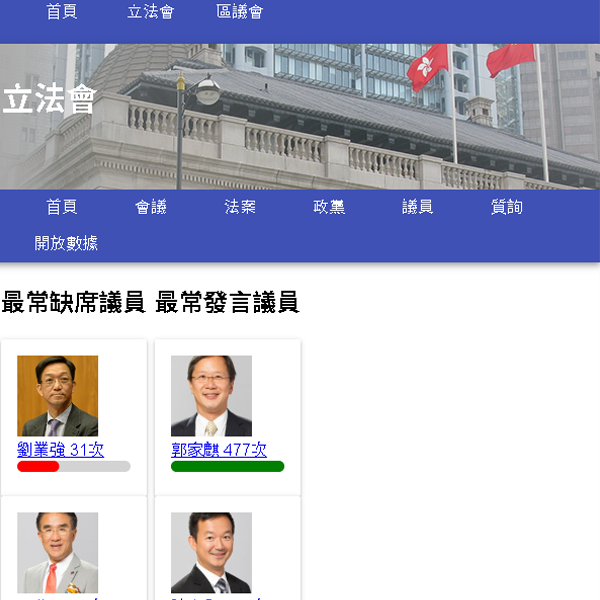 首頁 立法會 區議會
立法會
首頁 會議 法案 政黨 議員 質詢
開放數據
最常缺席議員 最常發言議員
劉業強 31次 郭家麒 477次